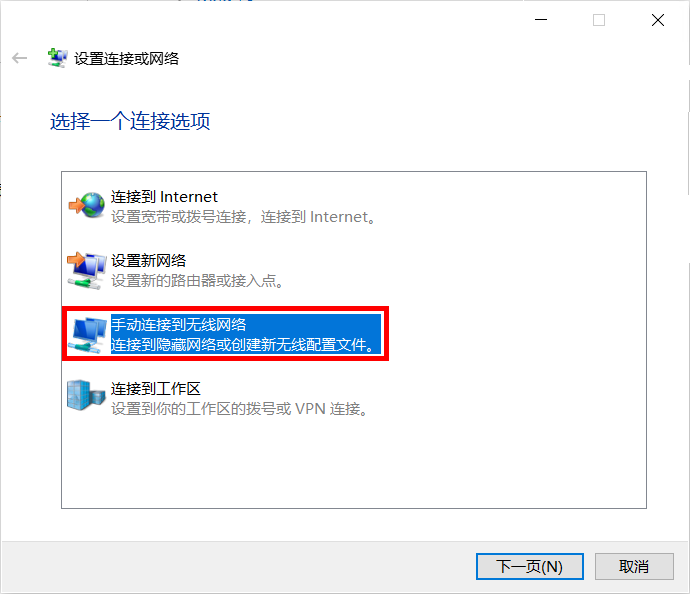 设置连接或网络
选择一个连接选项
连接到 Internet
设置宽带或拨号连接，连接到 Internet。
设置新网络
设置新的路由器或接入点。
手动连接到无线网络
连接到隐藏网络或创建新无线配置文件。
连接到工作区
设置到你的工作区的拨号或 VPN 连接。
下一页(N)
取消